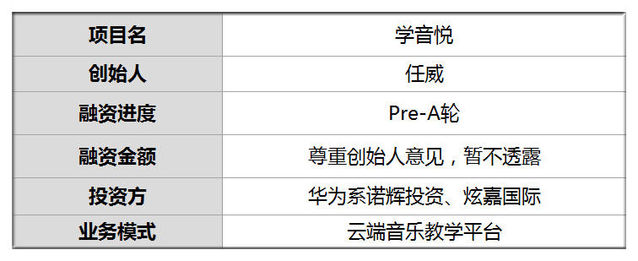 项目名 学音悦
创始人 任威
融资进度 Pre-A轮
融资金额 尊重创始人意见，暂不透露
投资方 华为系诺辉投资、炫嘉国际
业务模式 云端音乐教学平台